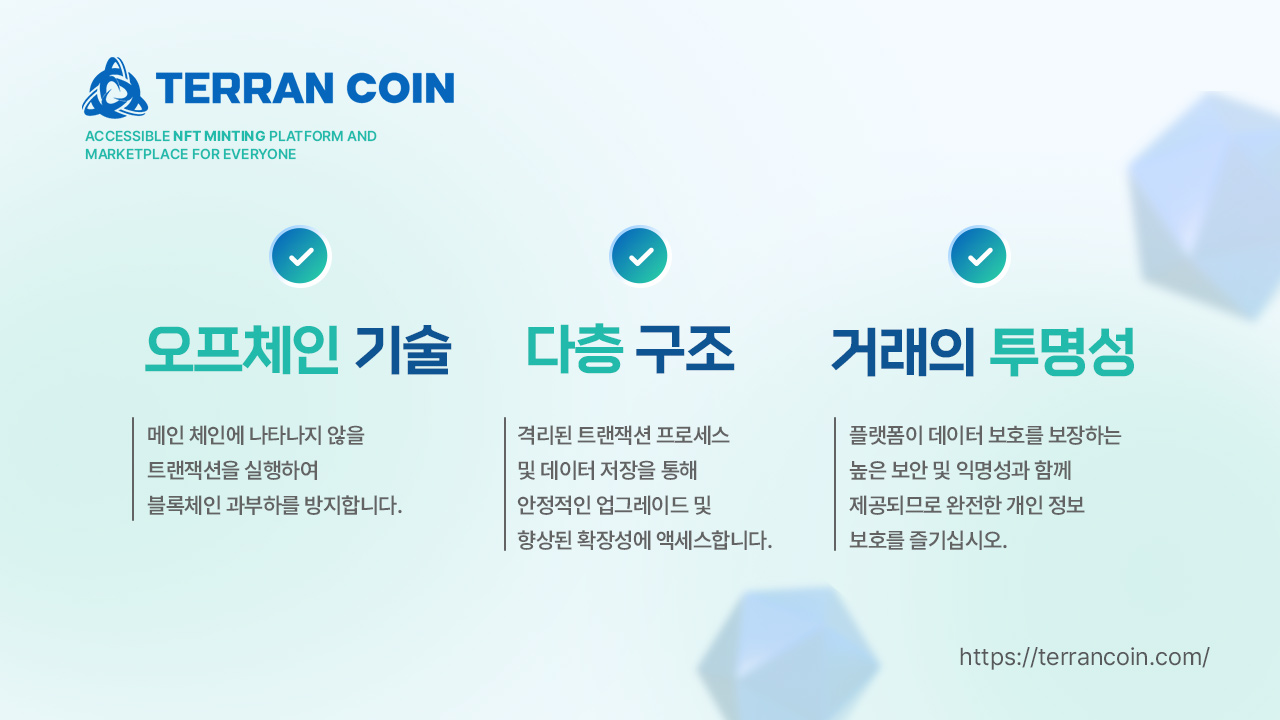 TERRAN COIN
ACCESSIBLE NFT MINTING PLATFORM AND
MARKETPLACE FOR EVERYONE
오프체인 기술
메인 체인에 나타나지 않을
트랜잭션을 실행하여
블록체인 과부하를 방지합니다.
다층 구조
격리된 트랜잭션 프로세스
및 데이터 저장을 통해
안정적인 업그레이드 및
향상된 확장성에 액세스합니다.
거래의 투명성
플랫폼이 데이터 보호를 보장하는
높은 보안 및 익명성과 함께
제공되므로 완전한 개인 정보
보호를 즐기십시오.
https://terrancoin.com/